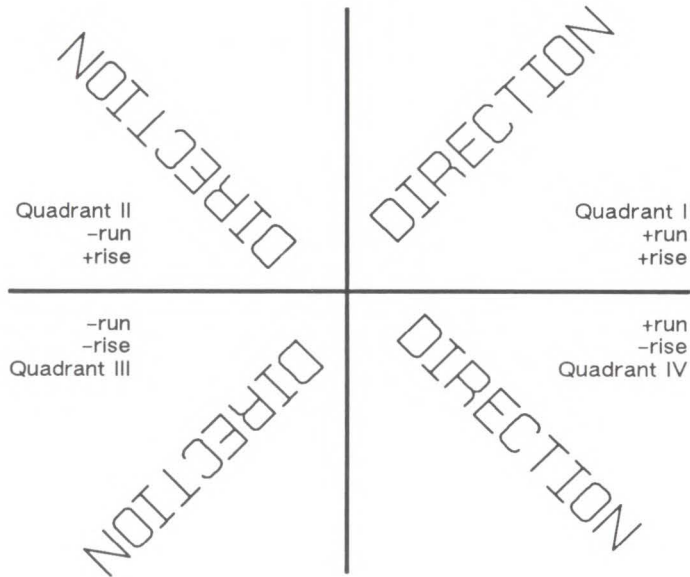 DIRECTION
DIRECTION
Quadrant II
–run
+rise
Quadrant I
+run
+rise
–run
–rise
Quadrant III
+run
–rise
Quadrant IV
DIRECTION
DIRECTION